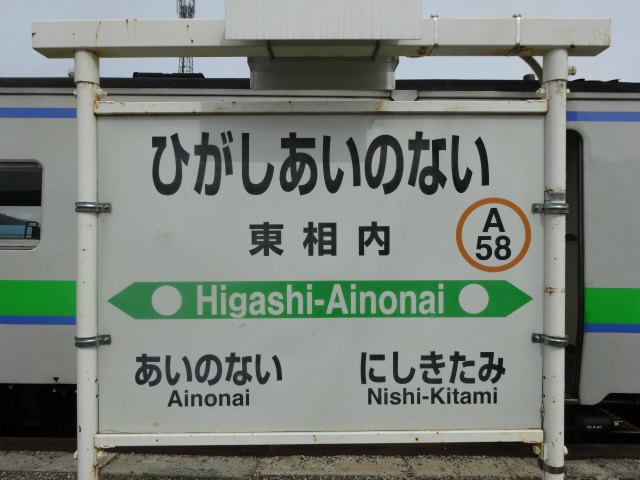 ひがしあいのない
東相内
A
58
Higashi-Ainonai
あいのない
Ainonai
にしきたみ
Nishi-Kitami